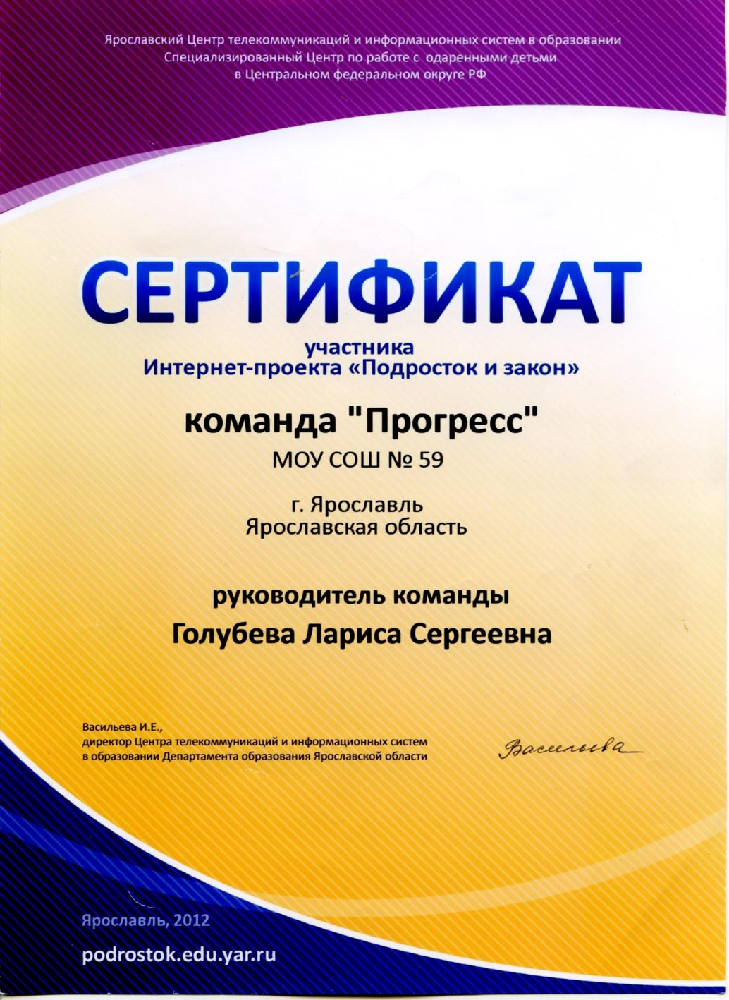 Ярославский Центр телекоммуникаций и информационных систем в образовании
Специализированный Центр по работе с одаренными детьми
в Центральном федеральном округе РФ
СЕРТИФИКАТ
участника
Интернет-проекта «Подросток и закон»
команда "Прогресс"
МОУ СОШ № 59
г. Ярославль
Ярославская область
руководитель команды
Голубева Лариса Сергеевна
Васильева И.Е.,
директор Центра телекоммуникаций и информационных систем
в образовании Департамента образования Ярославской области
Васильева
Ярославль, 2012
podrostok.edu.yar.ru